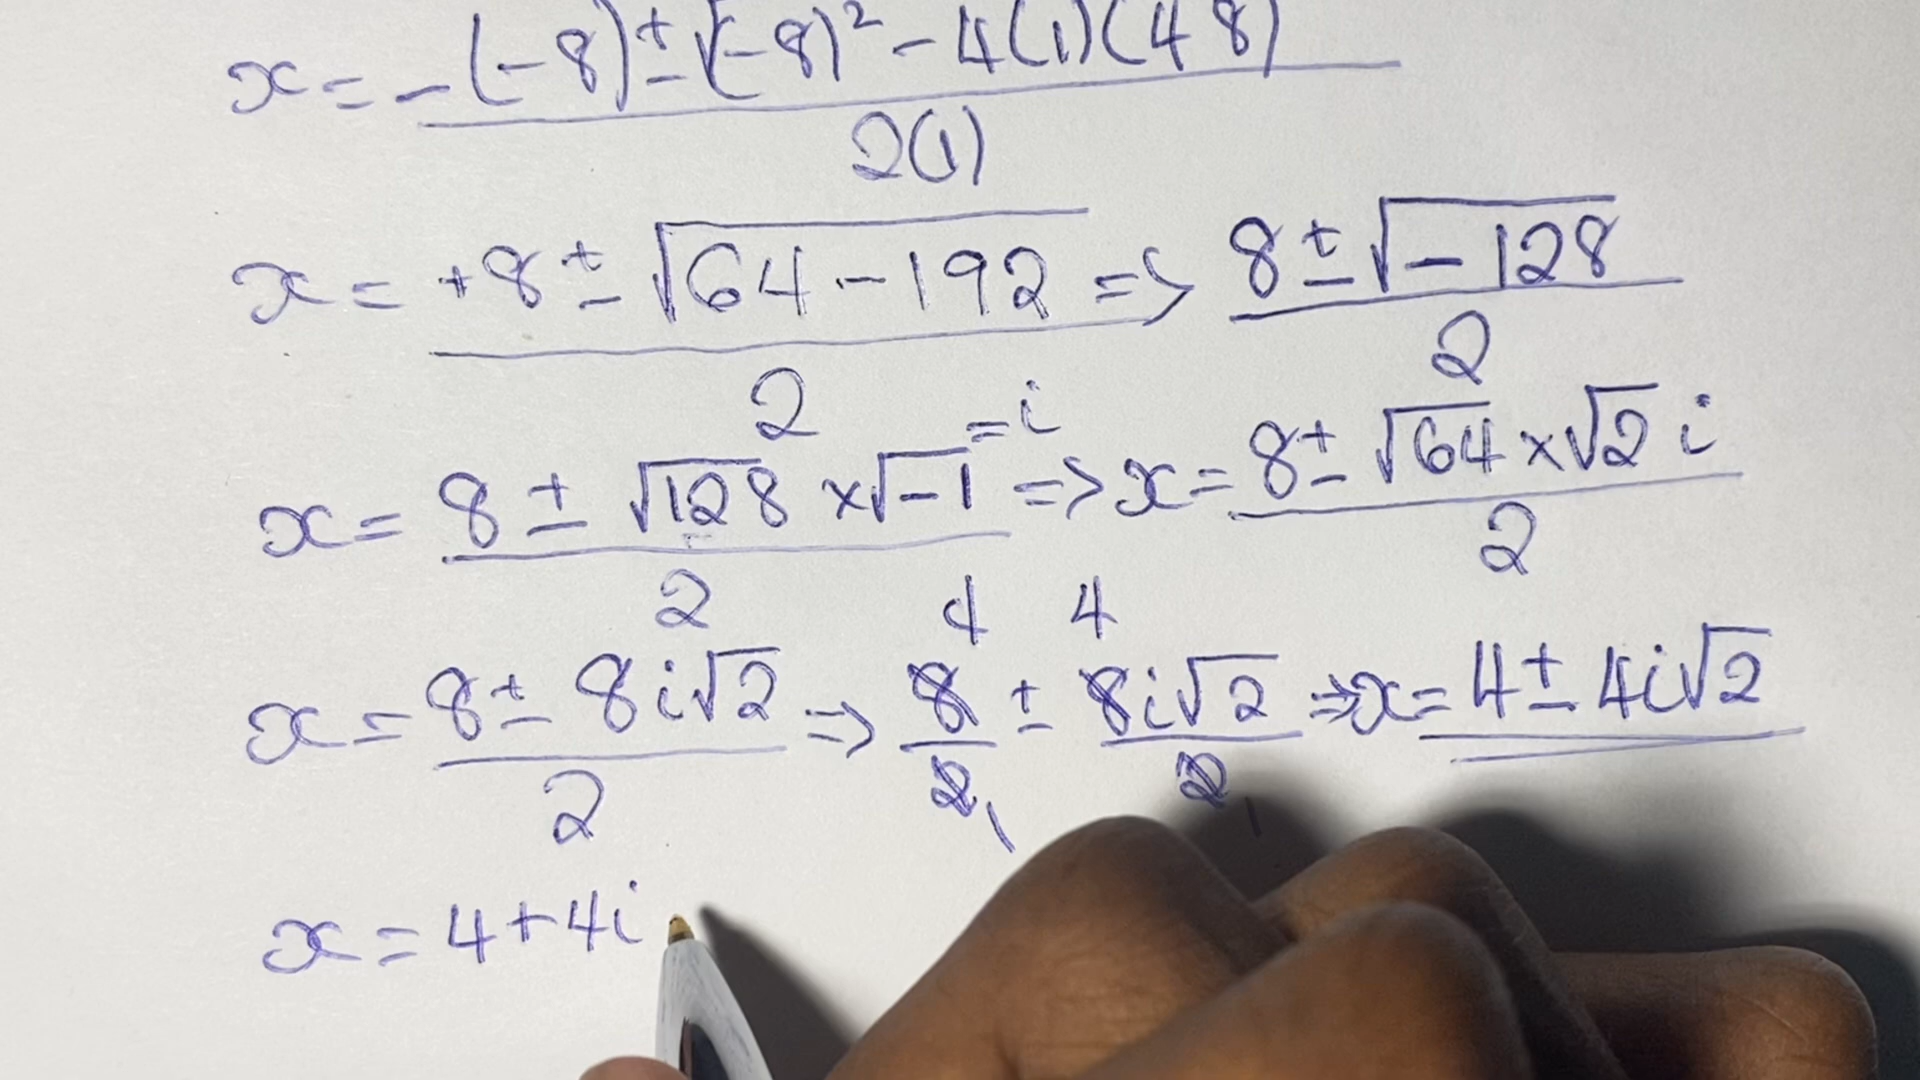 x = -(-8) ± √(-8)² - 4(1)(48)
2(1)
x = +8 ± √64 - 192 => 8 ± √-128
2 2
= i
x = 8 ± √128 × √-1 => x = 8 ± √64 × √2 i
2 2
4 4
x = 8 ± 8i√2 => 8 ± 8i√2 => x = 4 ± 4i√2
2 2 1 2 1
x = 4 + 4i